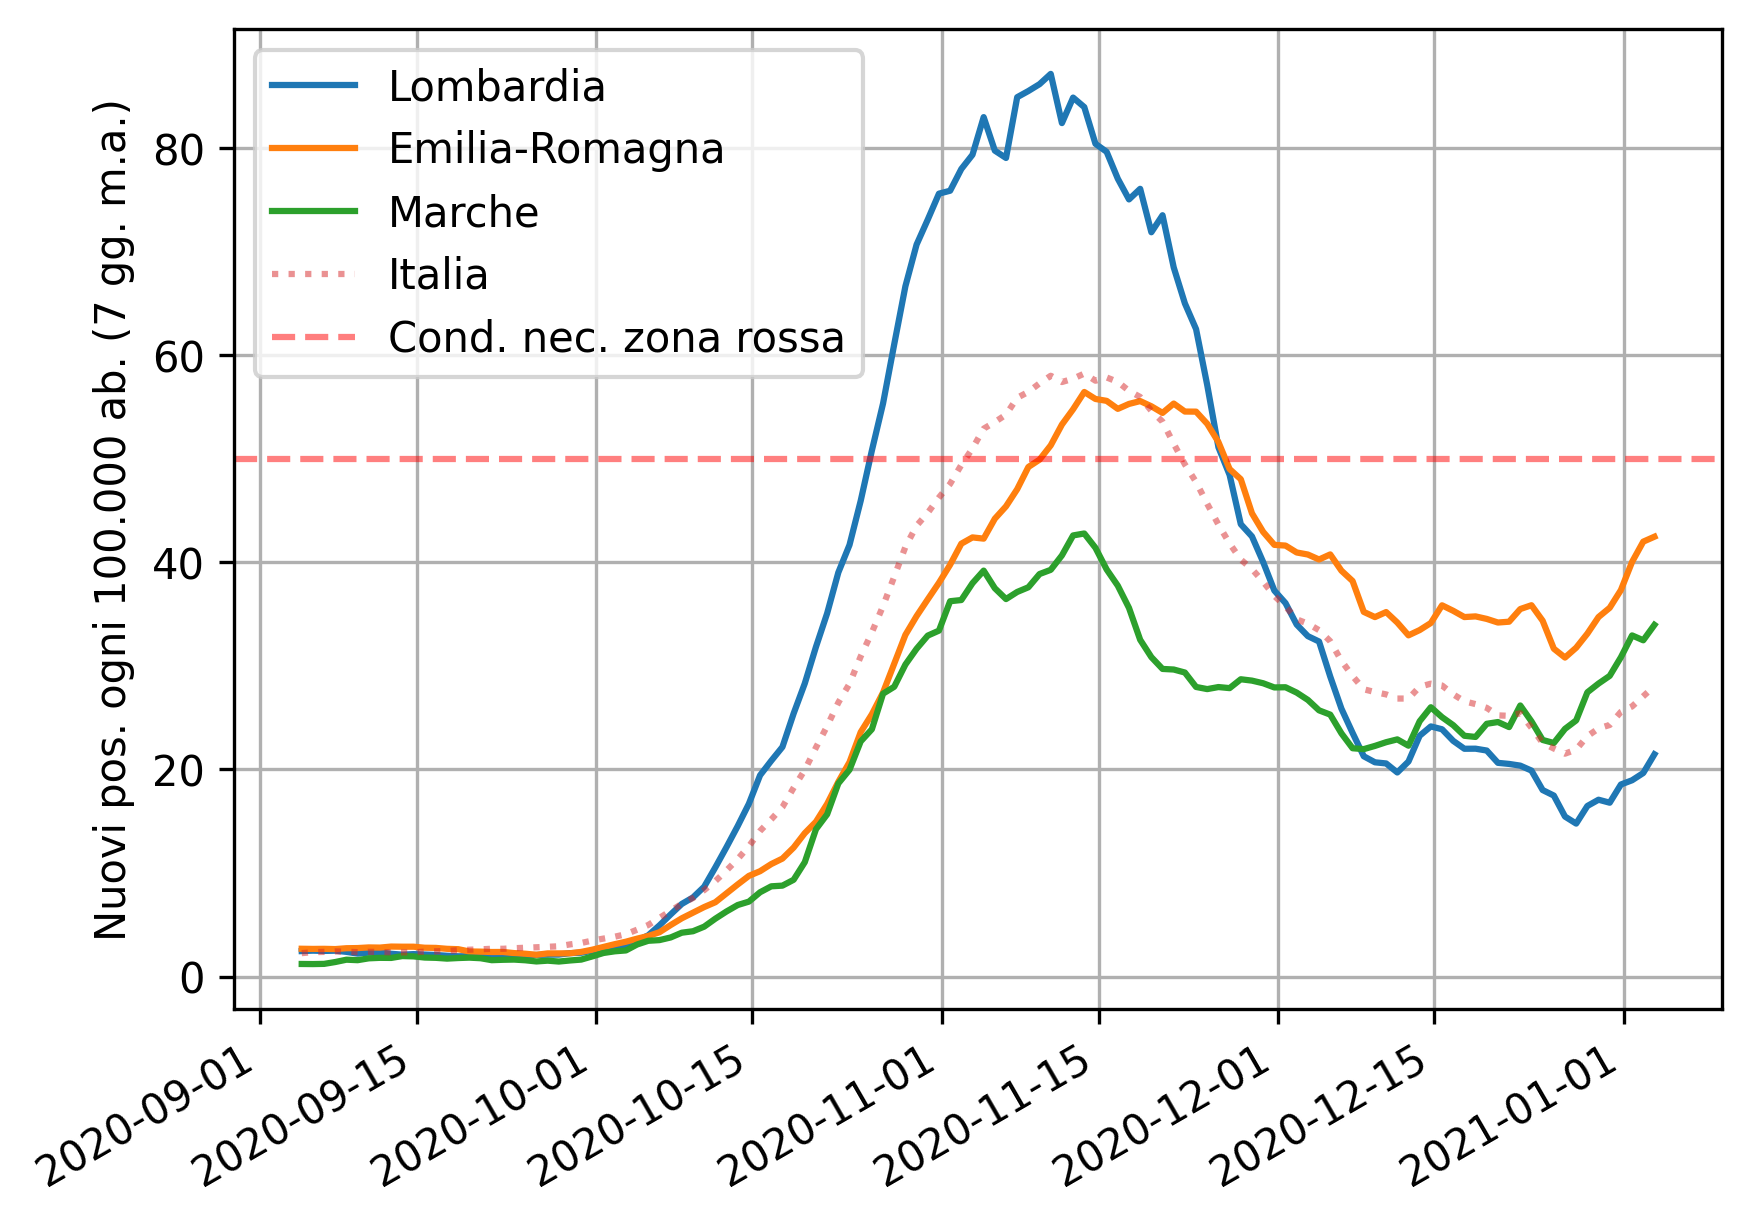 Lombardia
Emilia-Romagna
Marche
Italia
Cond. nec. zona rossa
Nuovi pos. ogni 100.000 ab. (7 gg. m.a.)
80
60
40
20
0
2020-09-01
2020-09-15
2020-10-01
2020-10-15
2020-11-01
2020-11-15
2020-12-01
2020-12-15
2021-01-01